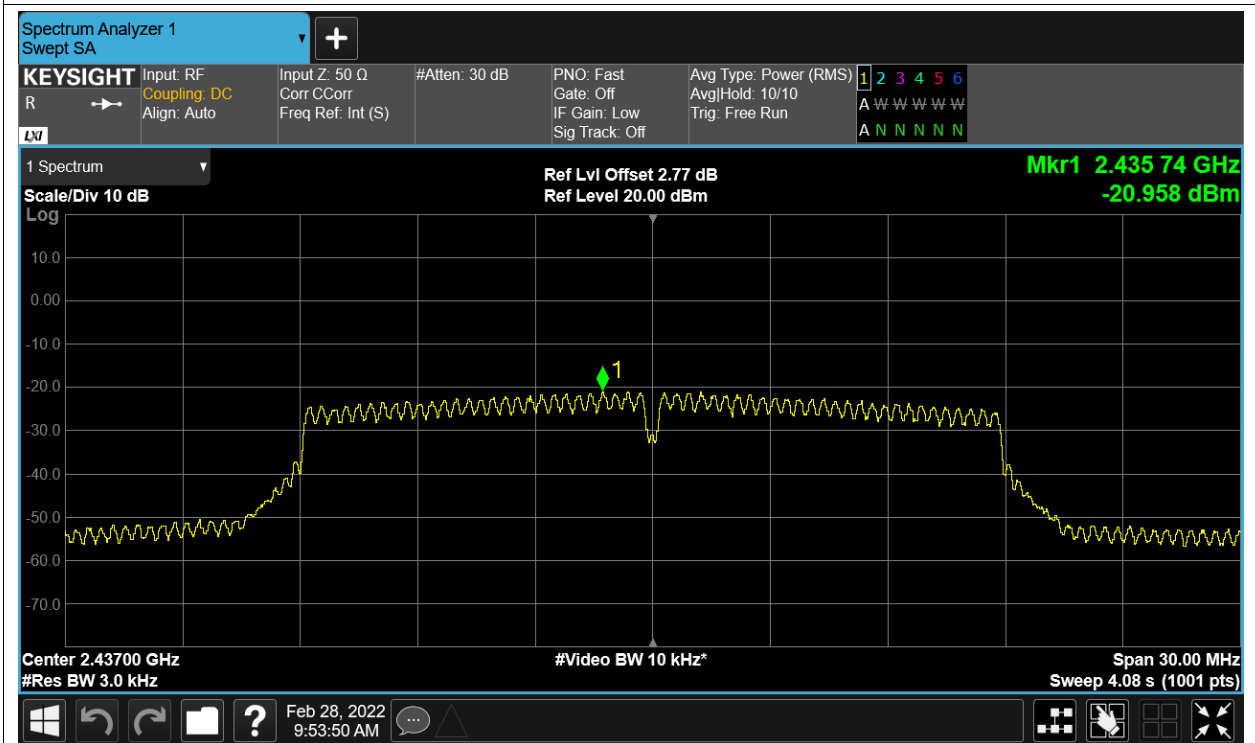 Spectrum Analyzer 1
Swept SA
KEYSIGHT
R
LXI
Input: RF
Coupling: DC
Align: Auto
Input Z: 50 Ω
Corr CCorr
Freq Ref: Int (S)
#Atten: 30 dB
PNO: Fast
Gate: Off
IF Gain: Low
Sig Track: Off
Avg Type: Power (RMS)
Avg|Hold: 10/10
Trig: Free Run
1 2 3 4 5 6
A W W W W W
A N N N N N
1 Spectrum
Scale/Div 10 dB
Log
Ref Lvl Offset 2.77 dB
Ref Level 20.00 dBm
Mkr1 2.435 74 GHz
-20.958 dBm
10.0
0.00
-10.0
-20.0
-30.0
-40.0
-50.0
-60.0
-70.0
1
Center 2.43700 GHz
#Res BW 3.0 kHz
#Video BW 10 kHz*
Span 30.00 MHz
Sweep 4.08 s (1001 pts)
?
Feb 28, 2022
9:53:50 AM